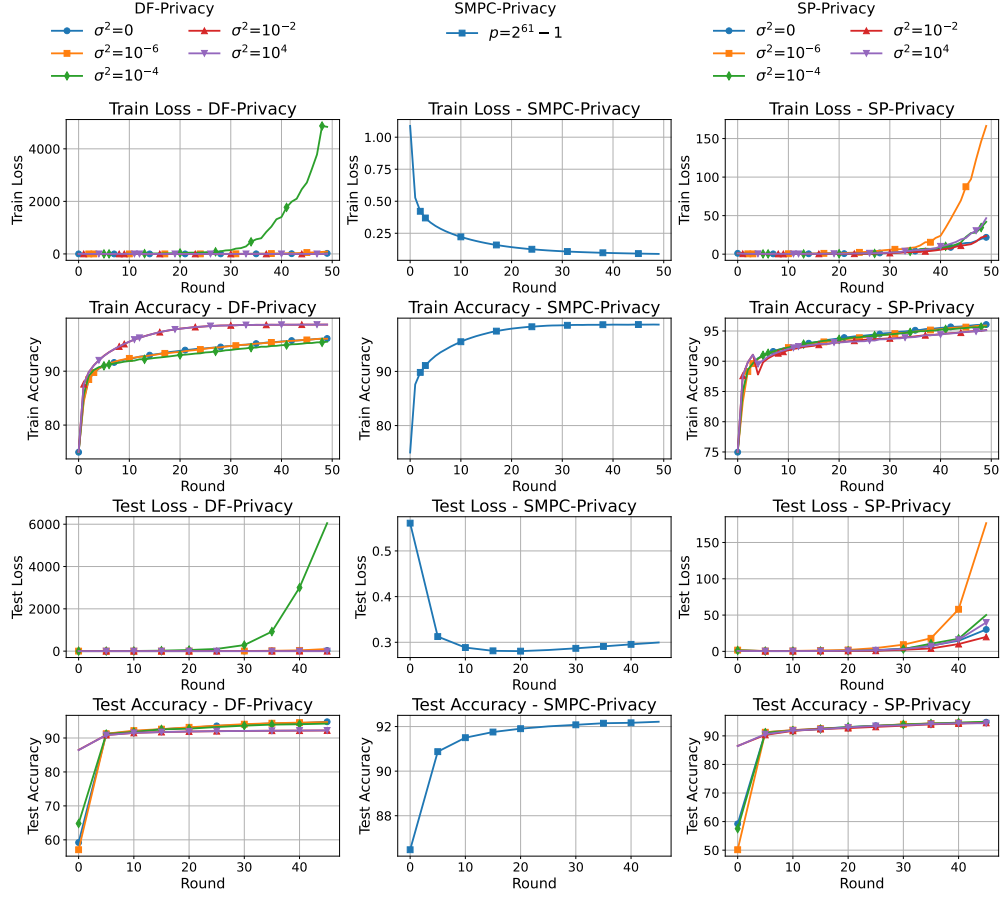 DF-Privacy
σ²=0
σ²=10⁻²
σ²=10⁻⁶
σ²=10⁴
σ²=10⁻⁴
SMPC-Privacy
p=2⁶¹−1
SP-Privacy
σ²=0
σ²=10⁻²
σ²=10⁻⁶
σ²=10⁴
σ²=10⁻⁴
Train Loss - DF-Privacy
Train Loss
4000
2000
0
0 10 20 30 40 50
Round
Train Loss - SMPC-Privacy
Train Loss
1.00
0.75
0.50
0.25
0 10 20 30 40 50
Round
Train Loss - SP-Privacy
Train Loss
150
100
50
0
0 10 20 30 40 50
Round
Train Accuracy - DF-Privacy
Train Accuracy
90
80
0 10 20 30 40 50
Round
Train Accuracy - SMPC-Privacy
Train Accuracy
90
80
0 10 20 30 40 50
Round
Train Accuracy - SP-Privacy
Train Accuracy
95
90
85
80
75
0 10 20 30 40 50
Round
Test Loss - DF-Privacy
Test Loss
6000
4000
2000
0
0 10 20 30 40
Round
Test Loss - SMPC-Privacy
Test Loss
0.5
0.4
0.3
0 10 20 30 40
Round
Test Loss - SP-Privacy
Test Loss
150
100
50
0
0 10 20 30 40
Round
Test Accuracy - DF-Privacy
Test Accuracy
90
80
70
60
0 10 20 30 40
Round
Test Accuracy - SMPC-Privacy
Test Accuracy
92
90
88
0 10 20 30 40
Round
Test Accuracy - SP-Privacy
Test Accuracy
90
80
70
60
50
0 10 20 30 40
Round